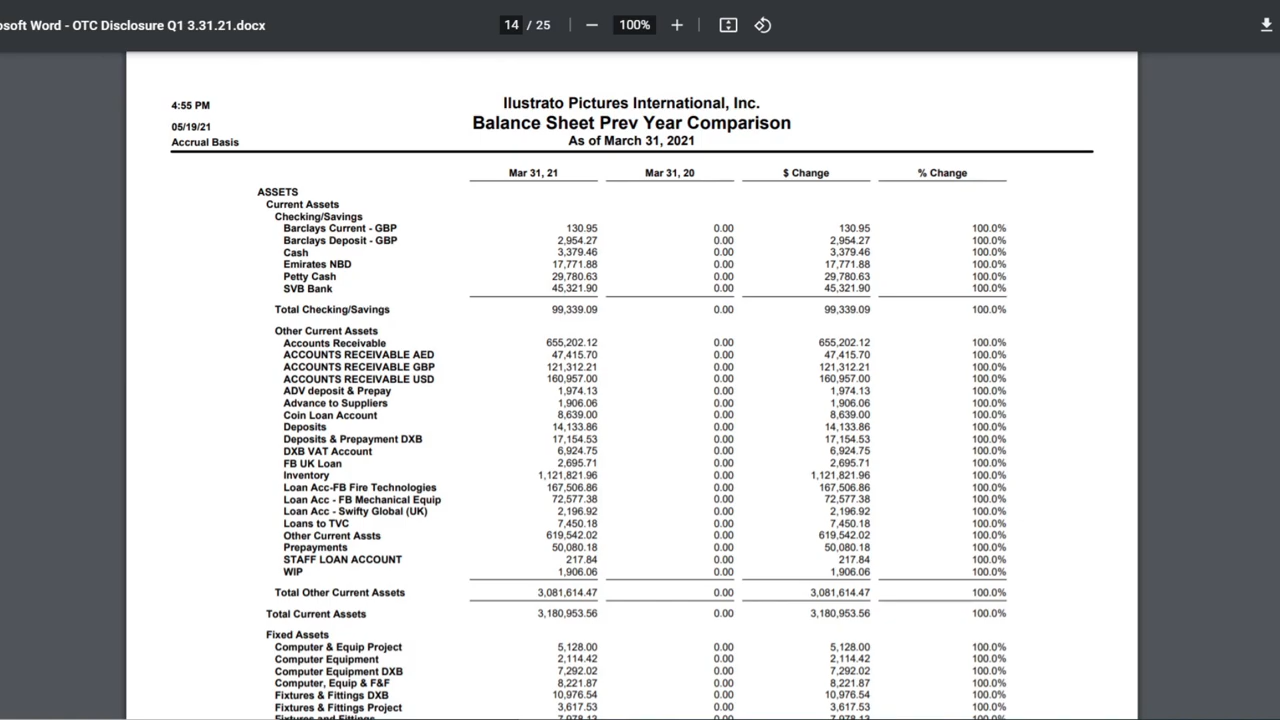 osoft Word - OTC Disclosure Q1 3.31.21.docx 14 / 25 100%
4:55 PM Ilustrato Pictures International, Inc.
05/19/21 Balance Sheet Prev Year Comparison
Accrual Basis As of March 31, 2021
Mar 31, 21 Mar 31, 20 $ Change % Change
ASSETS
Current Assets
Checking/Savings
Barclays Current - GBP 130.95 0.00 130.95 100.0%
Barclays Deposit - GBP 2,954.27 0.00 2,954.27 100.0%
Cash 3,379.46 0.00 3,379.46 100.0%
Emirates NBD 17,771.88 0.00 17,771.88 100.0%
Petty Cash 29,780.63 0.00 29,780.63 100.0%
SVB Bank 45,321.90 0.00 45,321.90 100.0%
Total Checking/Savings 99,339.09 0.00 99,339.09 100.0%
Other Current Assets
Accounts Receivable 655,202.12 0.00 655,202.12 100.0%
ACCOUNTS RECEIVABLE AED 47,415.70 0.00 47,415.70 100.0%
ACCOUNTS RECEIVABLE GBP 121,312.21 0.00 121,312.21 100.0%
ACCOUNTS RECEIVABLE USD 160,957.00 0.00 160,957.00 100.0%
ADV deposit & Prepay 1,974.13 0.00 1,974.13 100.0%
Advance to Suppliers 1,906.06 0.00 1,906.06 100.0%
Coin Loan Account 8,639.00 0.00 8,639.00 100.0%
Deposits 14,133.86 0.00 14,133.86 100.0%
Deposits & Prepayment DXB 17,154.53 0.00 17,154.53 100.0%
DXB VAT Account 6,924.75 0.00 6,924.75 100.0%
FB UK Loan 2,695.71 0.00 2,695.71 100.0%
Inventory 1,121,821.96 0.00 1,121,821.96 100.0%
Loan Acc-FB Fire Technologies 167,506.86 0.00 167,506.86 100.0%
Loan Acc - FB Mechanical Equip 72,577.38 0.00 72,577.38 100.0%
Loan Acc - Swifty Global (UK) 2,196.92 0.00 2,196.92 100.0%
Loans to TVC 7,450.18 0.00 7,450.18 100.0%
Other Current Assts 619,542.02 0.00 619,542.02 100.0%
Prepayments 50,080.18 0.00 50,080.18 100.0%
STAFF LOAN ACCOUNT 217.84 0.00 217.84 100.0%
WIP 1,906.06 0.00 1,906.06 100.0%
Total Other Current Assets 3,081,614.47 0.00 3,081,614.47 100.0%
Total Current Assets 3,180,953.56 0.00 3,180,953.56 100.0%
Fixed Assets
Computer & Equip Project 5,128.00 0.00 5,128.00 100.0%
Computer Equipment 2,114.42 0.00 2,114.42 100.0%
Computer Equipment DXB 7,292.02 0.00 7,292.02 100.0%
Computer, Equip & F&F 8,221.87 0.00 8,221.87 100.0%
Fixtures & Fittings DXB 10,976.54 0.00 10,976.54 100.0%
Fixtures & Fittings Project 3,617.53 0.00 3,617.53 100.0%
Fixtures and Fittings 7,978.13 0.00 7,978.13 100.0%